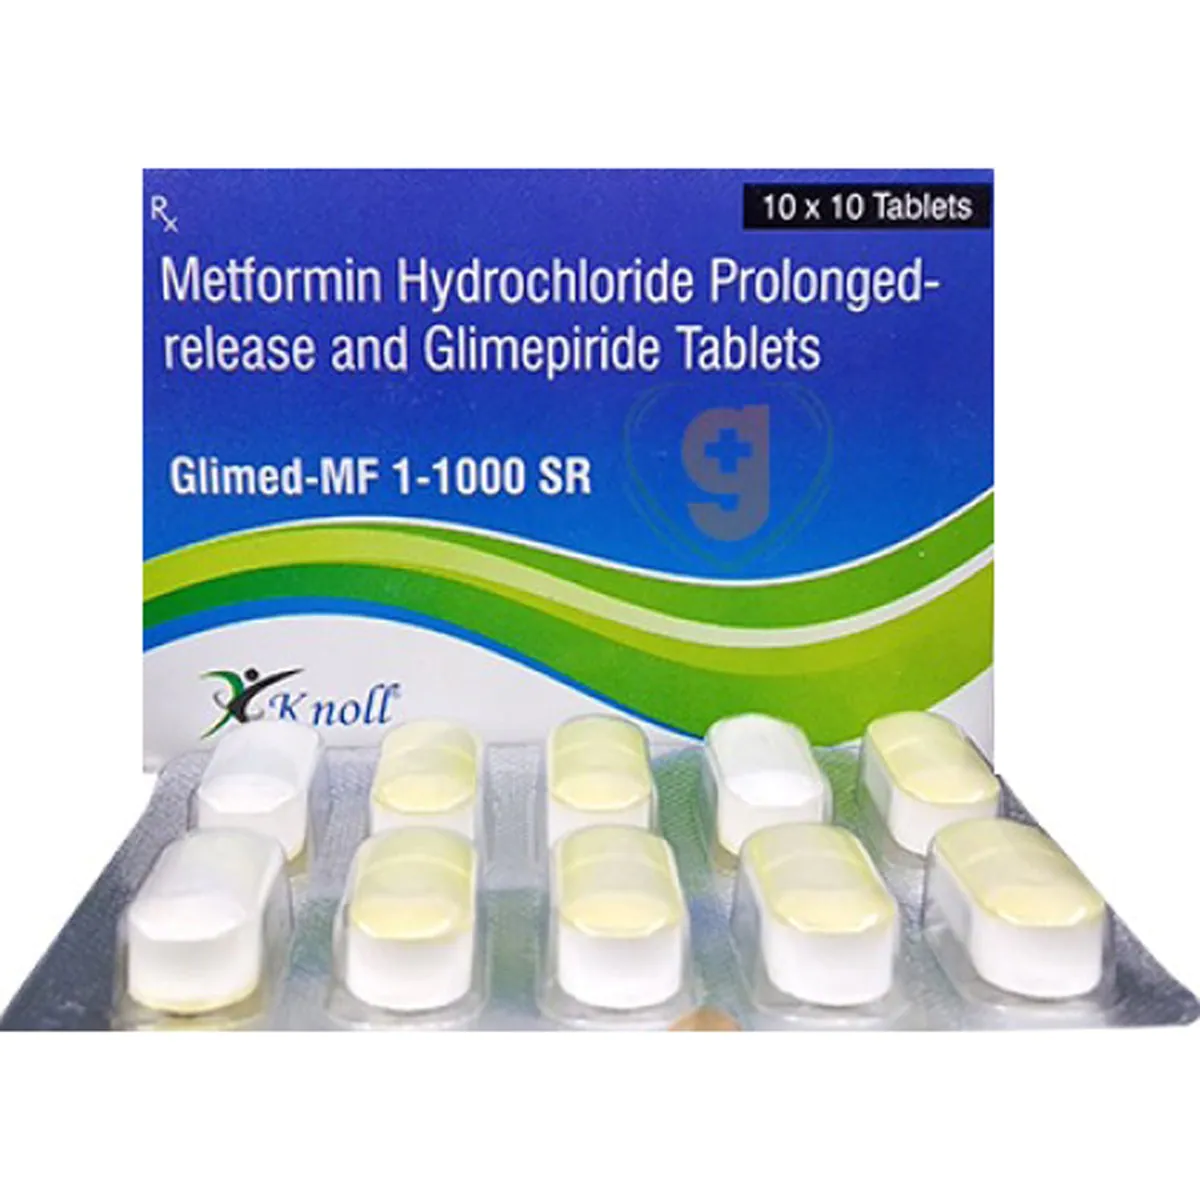 Rx
10 x 10 Tablets
Metformin Hydrochloride Prolonged-
release and Glimepiride Tablets
g
Glimed-MF 1-1000 SR
Knoll®